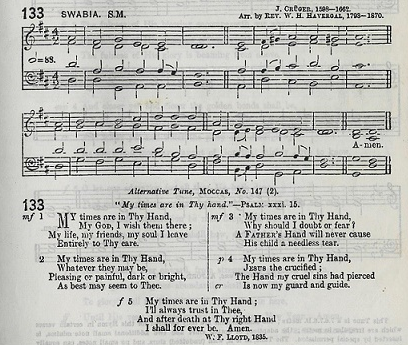 133 SWABIA. S.M. J. CRÜGER, 1598—1662.
Arr. by REV. W. H. HAVERGAL, 1793—1870.
A-men.
Alternative Tune, MOCCAS, No. 147 (2).
133 "My times are in Thy hand."—PSALM xxxi. 15.
mf 1 MY times are in Thy Hand,
My GOD, I wish them there;
My life, my friends, my soul I leave
Entirely to Thy care.
2 My times are in Thy Hand,
Whatever they may be,
Pleasing or painful, dark or bright,
As best may seem to Thee.
mf 3 My times are in Thy Hand,
Why should I doubt or fear?
A FATHER'S Hand will never cause
His child a needless tear.
p 4 My times are in Thy Hand,
JESUS the crucified;
The Hand my cruel sins had pierced
cr Is now my guard and guide.
f 5 My times are in Thy Hand;
I'll always trust in Thee,
And after death at Thy right Hand
I shall for ever be. Amen.
W. F. LLOYD, 1835.